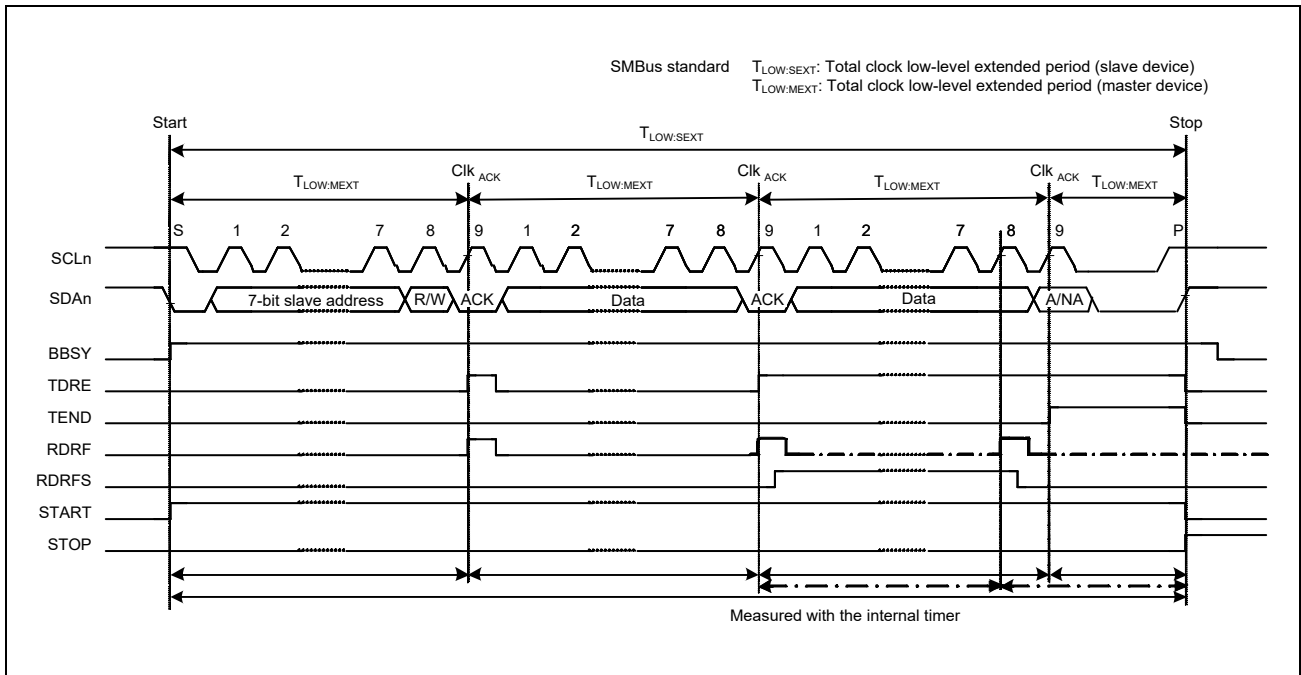 SMBus standard T_LOW:SEXT: Total clock low-level extended period (slave device)
T_LOW:MEXT: Total clock low-level extended period (master device)
Start Stop
T_LOW:SEXT
Clk ACK Clk ACK Clk ACK
T_LOW:MEXT T_LOW:MEXT T_LOW:MEXT T_LOW:MEXT
S 1 2 7 8 9 1 2 7 8 9 1 2 7 8 9 P
SCLn
SDAn 7-bit slave address R/W ACK Data ACK Data A/NA
BBSY
TDRE
TEND
RDRF
RDRFS
START
STOP
Measured with the internal timer